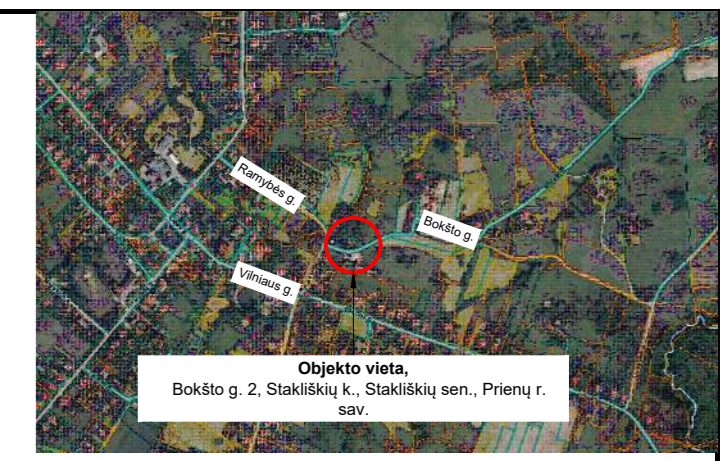 Ramybės g.
Bokšto g.
Vilniaus g.
Objekto vieta,
Bokšto g. 2, Stakliškių k., Stakliškių sen., Prienų r.
sav.